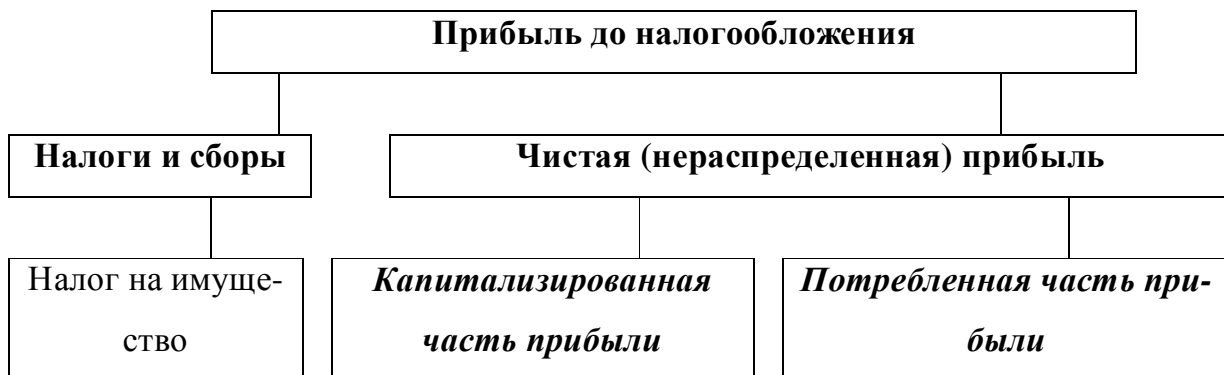 Прибыль до налогообложения
Налоги и сборы
Чистая (нераспределенная) прибыль
Налог на имуще-
ство
Капитализированная
часть прибыли
Потребленная часть при-
были